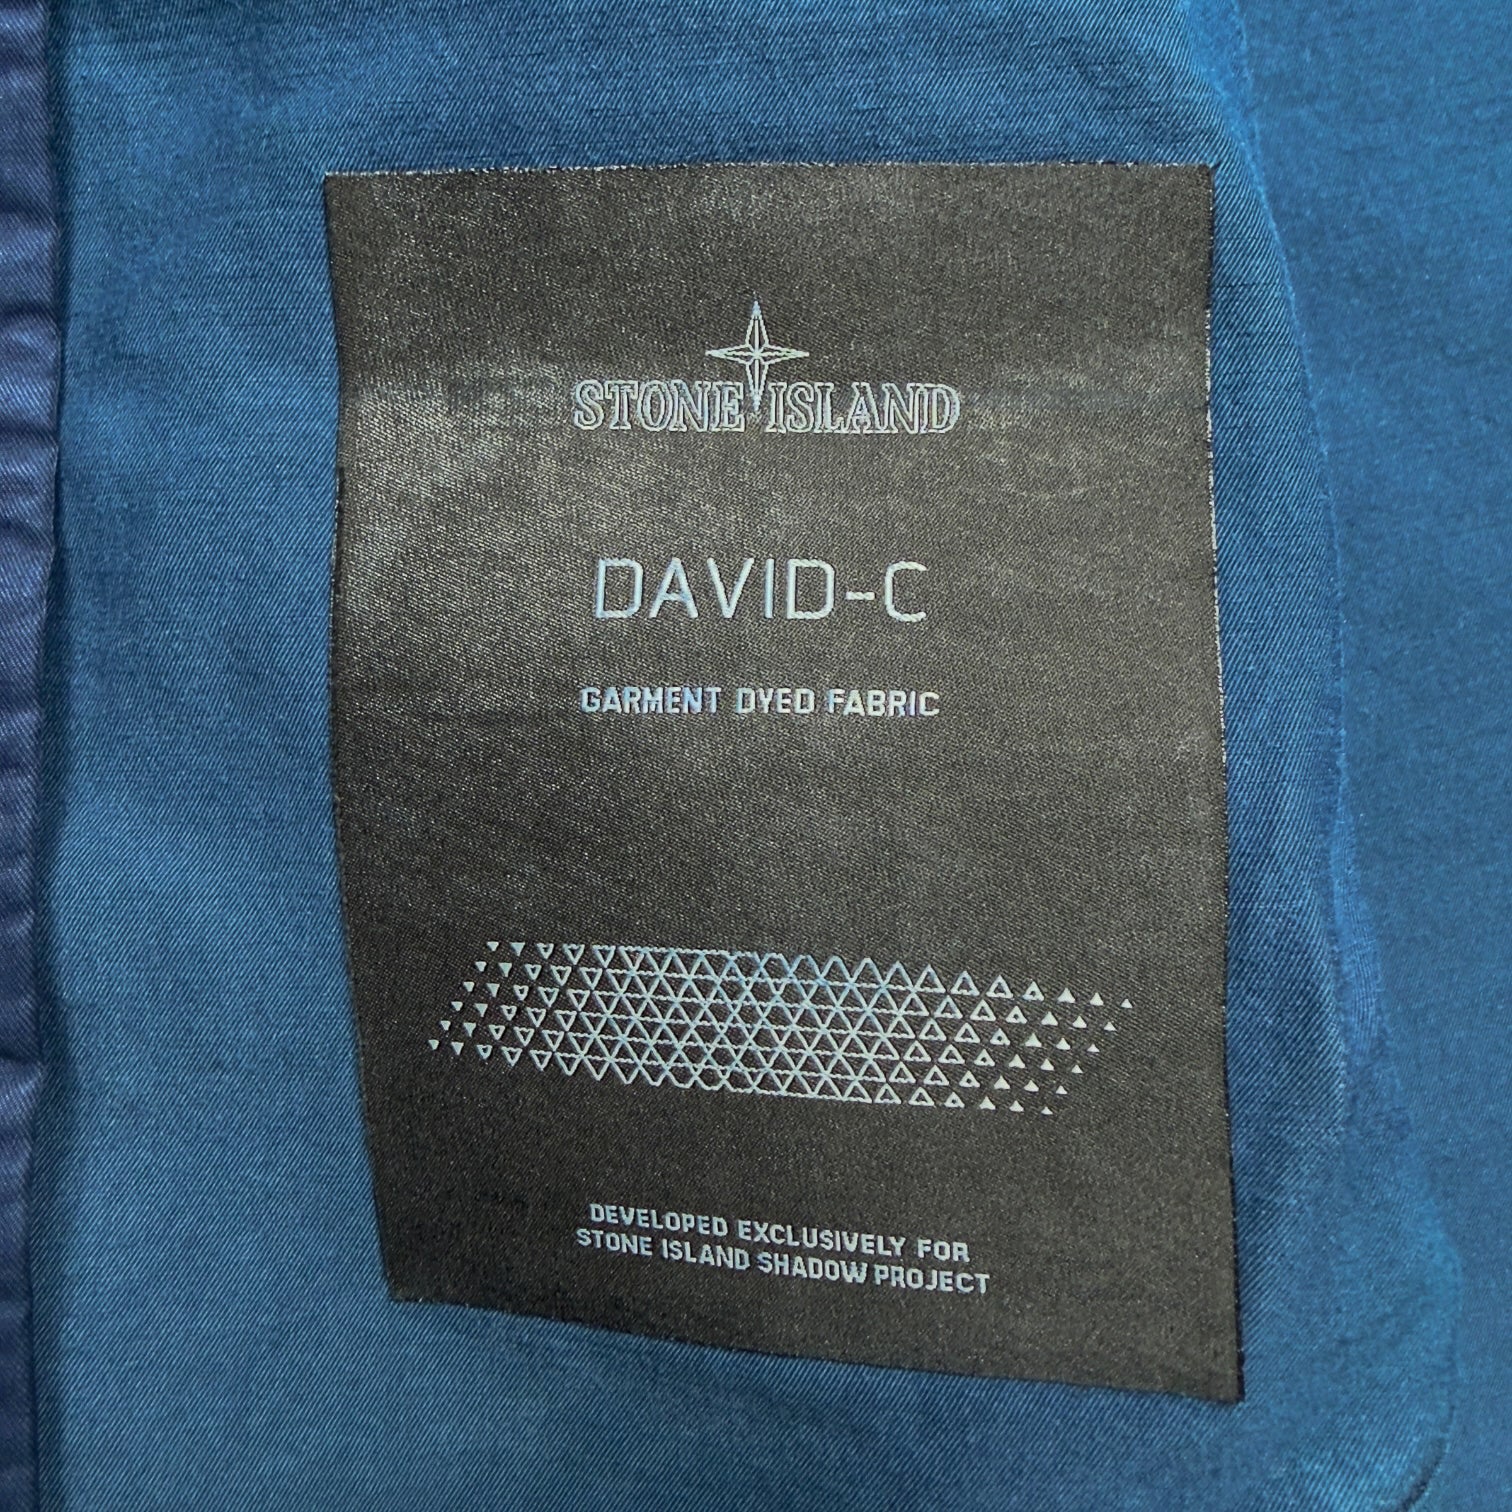 STONE ISLAND
DAVID-C
GARMENT DYED FABRIC
DEVELOPED EXCLUSIVELY FOR
STONE ISLAND SHADOW PROJECT